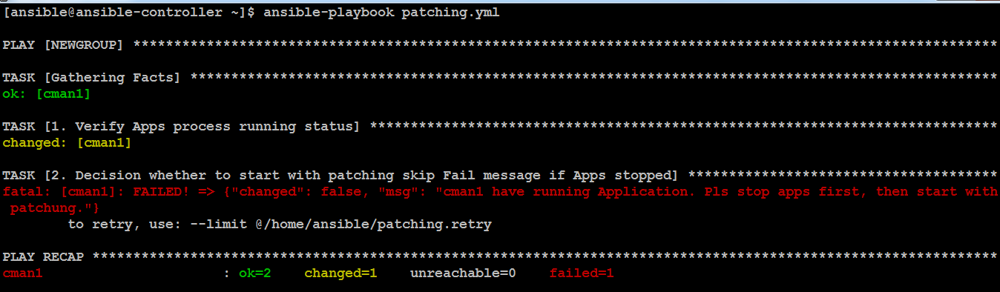 [ansible@ansible-controller ~]$ ansible-playbook patching.yml
PLAY [NEWGROUP] **********************************************************************************************************
TASK [Gathering Facts] ***************************************************************************************************
ok: [cman1]
TASK [1. Verify Apps process running status] *****************************************************************************
changed: [cman1]
TASK [2. Decision whether to start with patching skip Fail message if Apps stopped] **************************************
fatal: [cman1]: FAILED! => {"changed": false, "msg": "cman1 have running Application. Pls stop apps first, then start with
patchung."}
to retry, use: --limit @/home/ansible/patching.retry
PLAY RECAP ***************************************************************************************************************
cman1 : ok=2 changed=1 unreachable=0 failed=1